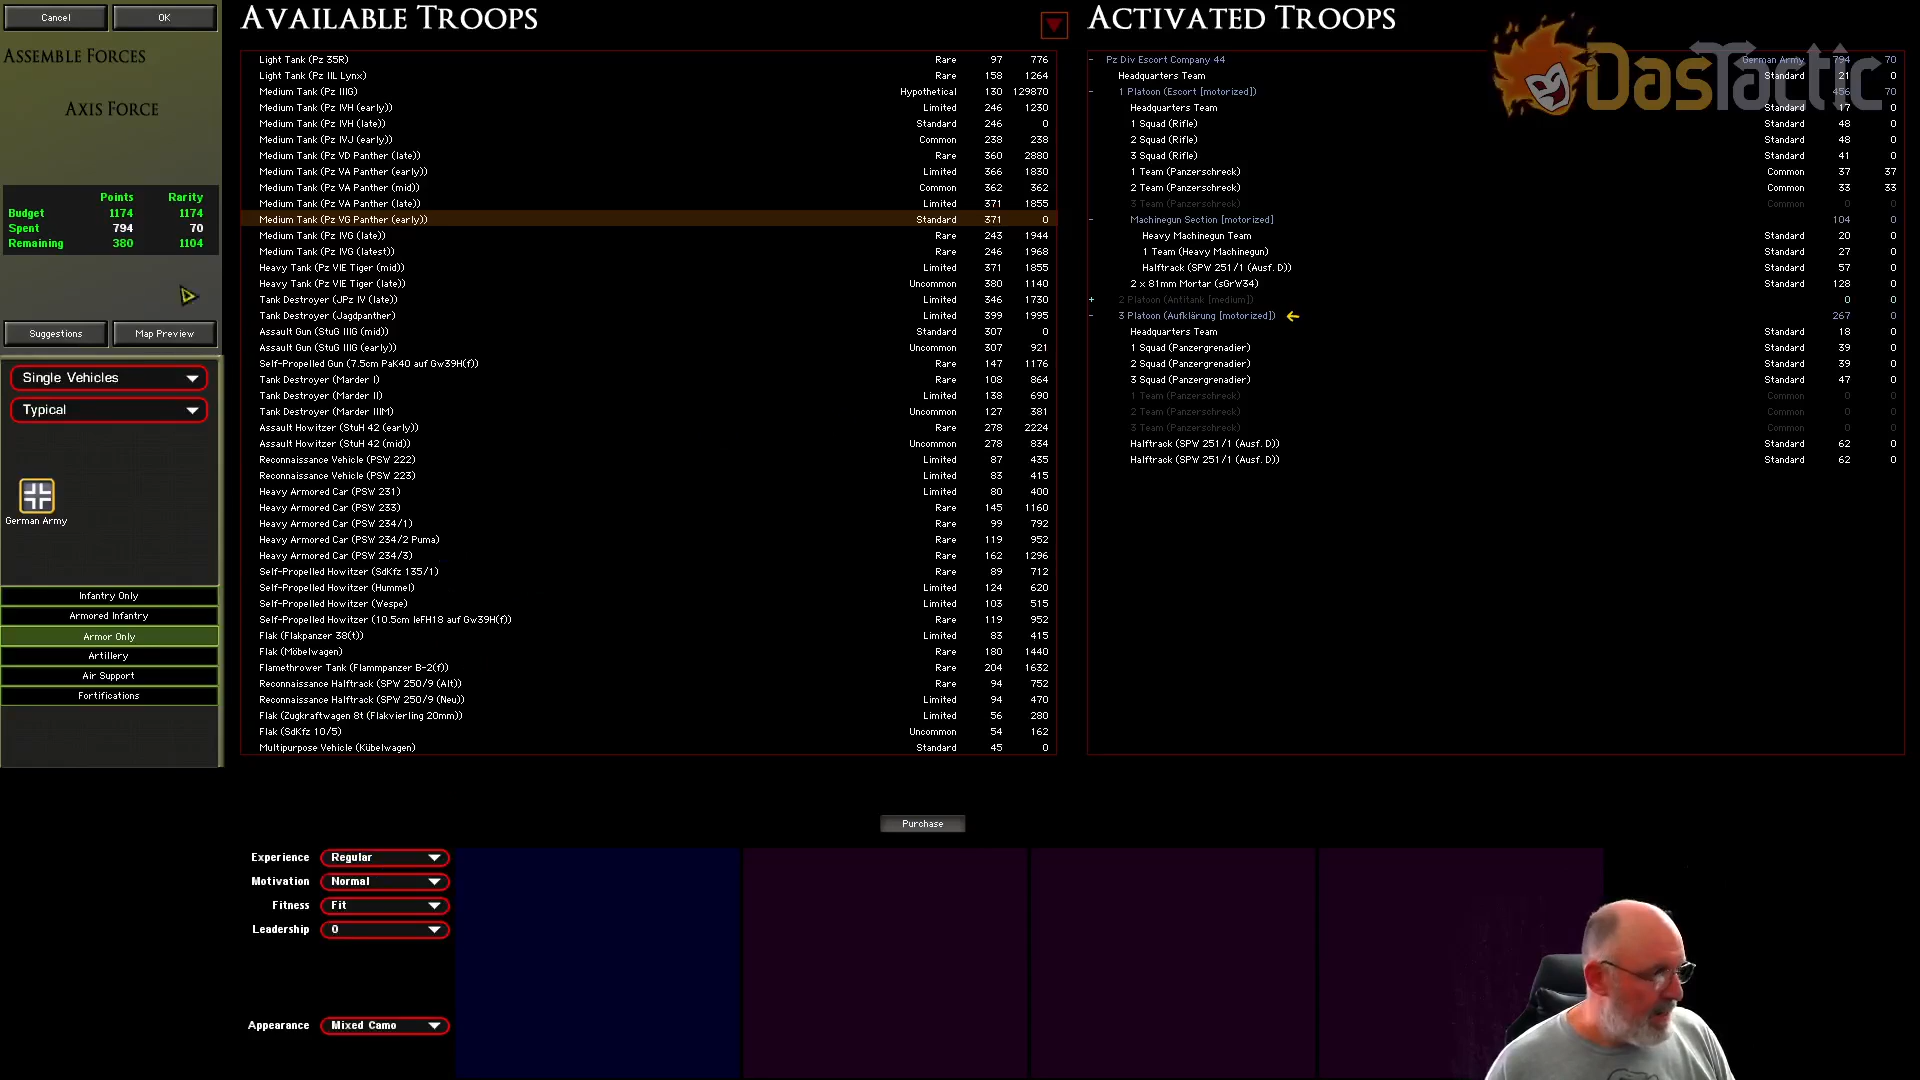 Cancel
OK
AVAILABLE TROOPS
ACTIVATED TROOPS
DasTactic
ASSEMBLE FORCES
AXIS FORCE
Points Rarity
Budget 1174 1174
Spent 794 70
Remaining 380 1104
Suggestions
Map Preview
Single Vehicles
Typical
German Army
Infantry Only
Armored Infantry
Armor Only
Artillery
Air Support
Fortifications
Light Tank (Pz 35R) Rare 97 776
Light Tank (Pz IIL Lynx) Rare 158 1264
Medium Tank (Pz IIIG) Hypothetical 130 129870
Medium Tank (Pz IVH (early)) Limited 246 1230
Medium Tank (Pz IVH (late)) Standard 246 0
Medium Tank (Pz IVJ (early)) Common 238 238
Medium Tank (Pz VD Panther (late)) Rare 360 2880
Medium Tank (Pz VA Panther (early)) Limited 366 1830
Medium Tank (Pz VA Panther (mid)) Common 362 362
Medium Tank (Pz VA Panther (late)) Limited 371 1855
Medium Tank (Pz VG Panther (early)) Standard 371 0
Medium Tank (Pz IVG (late)) Rare 243 1944
Medium Tank (Pz IVG (latest)) Rare 246 1968
Heavy Tank (Pz VIE Tiger (mid)) Limited 371 1855
Heavy Tank (Pz VIE Tiger (late)) Uncommon 380 1140
Tank Destroyer (JPz IV (late)) Limited 346 1730
Tank Destroyer (Jagdpanther) Limited 399 1995
Assault Gun (StuG IIIG (mid)) Standard 307 0
Assault Gun (StuG IIIG (early)) Uncommon 307 921
Self-Propelled Gun (7.5cm PaK40 auf Gw39H(f)) Rare 147 1176
Tank Destroyer (Marder I) Rare 108 864
Tank Destroyer (Marder II) Limited 138 690
Tank Destroyer (Marder IIIM) Uncommon 127 381
Assault Howitzer (StuH 42 (early)) Rare 278 2224
Assault Howitzer (StuH 42 (mid)) Uncommon 278 834
Reconnaissance Vehicle (PSW 222) Limited 87 435
Reconnaissance Vehicle (PSW 223) Limited 83 415
Heavy Armored Car (PSW 231) Limited 80 400
Heavy Armored Car (PSW 233) Rare 145 1160
Heavy Armored Car (PSW 234/1) Rare 99 792
Heavy Armored Car (PSW 234/2 Puma) Rare 119 952
Heavy Armored Car (PSW 234/3) Rare 162 1296
Self-Propelled Howitzer (SdKfz 135/1) Rare 89 712
Self-Propelled Howitzer (Hummel) Limited 124 620
Self-Propelled Howitzer (Wespe) Limited 103 515
Self-Propelled Howitzer (10.5cm leFH18 auf Gw39H(f)) Rare 119 952
Flak (Flakpanzer 38(t)) Limited 83 415
Flak (Möbelwagen) Rare 180 1440
Flamethrower Tank (Flammpanzer B-2(f)) Rare 204 1632
Reconnaissance Halftrack (SPW 250/9 (Alt)) Rare 94 752
Reconnaissance Halftrack (SPW 250/9 (Neu)) Limited 94 470
Flak (Zugkraftwagen 8t (Flakvierling 20mm)) Limited 56 280
Flak (SdKfz 10/5) Uncommon 54 162
Multipurpose Vehicle (Kübelwagen) Standard 45 0
- Pz Div Escort Company 44 German Army 794 70
Headquarters Team Standard 21 0
- 1 Platoon (Escort [motorized]) 456 70
Headquarters Team Standard 17 0
1 Squad (Rifle) Standard 48 0
2 Squad (Rifle) Standard 48 0
3 Squad (Rifle) Standard 41 0
1 Team (Panzerschreck) Common 37 37
2 Team (Panzerschreck) Common 33 33
3 Team (Panzerschreck) Common 0 0
- Machinegun Section [motorized] 104 0
Heavy Machinegun Team Standard 20 0
1 Team (Heavy Machinegun) Standard 27 0
Halftrack (SPW 251/1 (Ausf. D)) Standard 57 0
2 x 81mm Mortar (sGrW34) Standard 128 0
+ 2 Platoon (Antitank [medium]) 0 0
- 3 Platoon (Aufklärung [motorized]) 267 0
Headquarters Team Standard 18 0
1 Squad (Panzergrenadier) Standard 39 0
2 Squad (Panzergrenadier) Standard 39 0
3 Squad (Panzergrenadier) Standard 47 0
1 Team (Panzerschreck) Common 0 0
2 Team (Panzerschreck) Common 0 0
3 Team (Panzerschreck) Common 0 0
Halftrack (SPW 251/1 (Ausf. D)) Standard 62 0
Halftrack (SPW 251/1 (Ausf. D)) Standard 62 0
Purchase
Experience Regular
Motivation Normal
Fitness Fit
Leadership 0
Appearance Mixed Camo